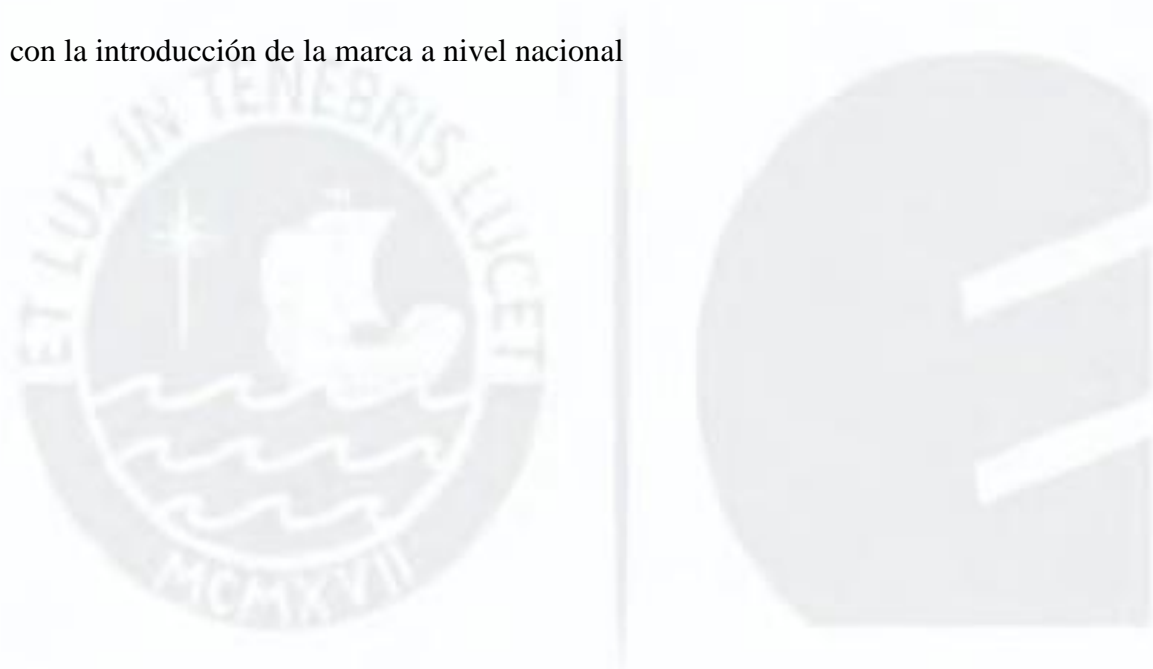 con la introducción de la marca a nivel nacional
ET LUX IN TENEBRIS LUCET
MCMXVII